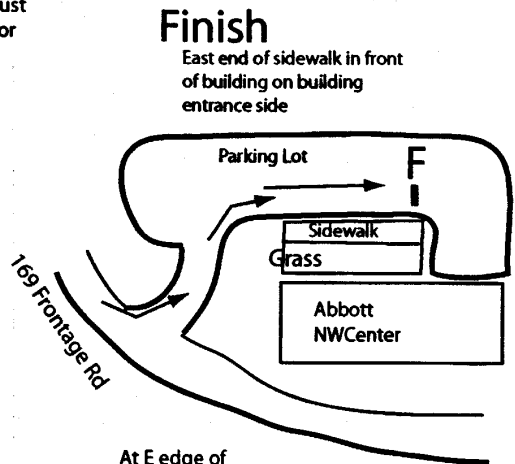 ust
or
Finish
East end of sidewalk in front
of building on building
entrance side
Parking Lot
F
Sidewalk
Grass
169 Frontage Rd
Abbott
NWCenter
At E edge of